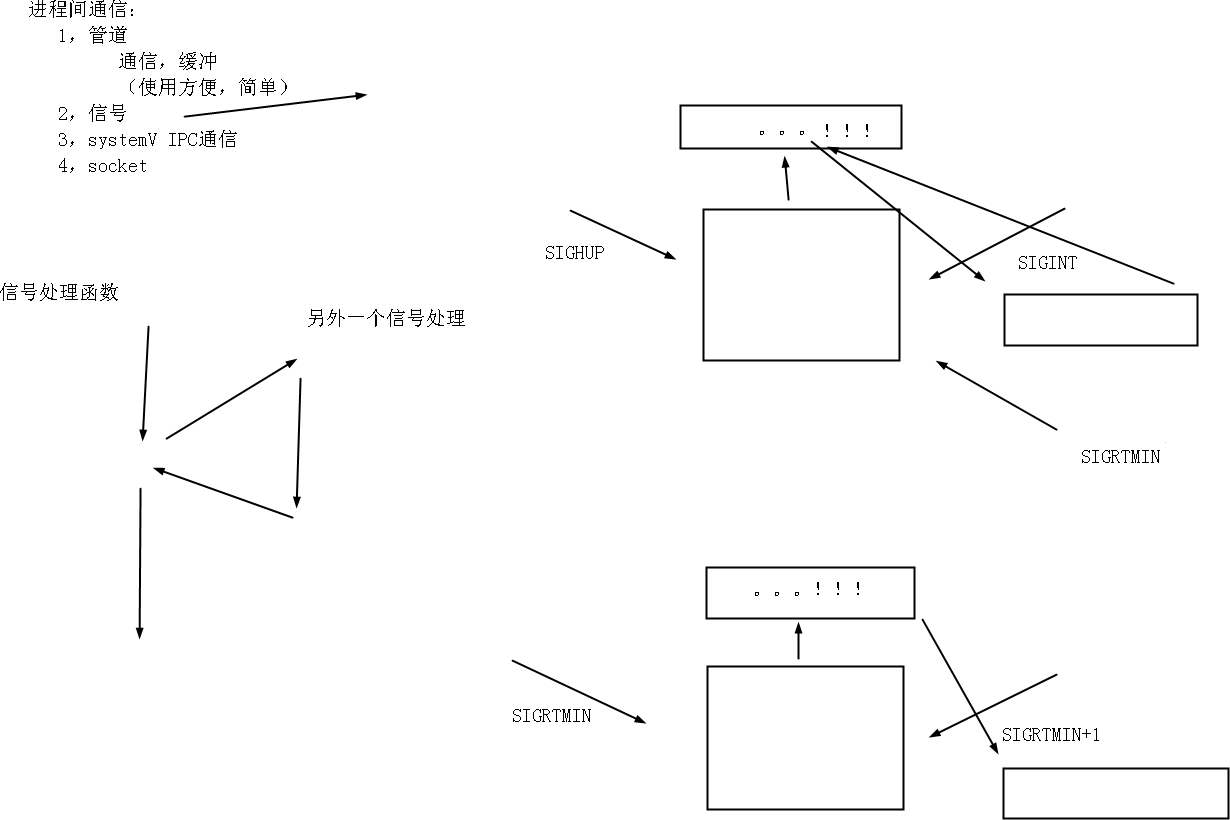 进程间通信：
1，管道
通信，缓冲
（使用方便，简单）
2，信号
3，systemV IPC通信
4，socket
。。。！！！
SIGHUP
SIGINT
信号处理函数
另外一个信号处理
SIGRTMIN
。。。！！！
SIGRTMIN
SIGRTMIN+1